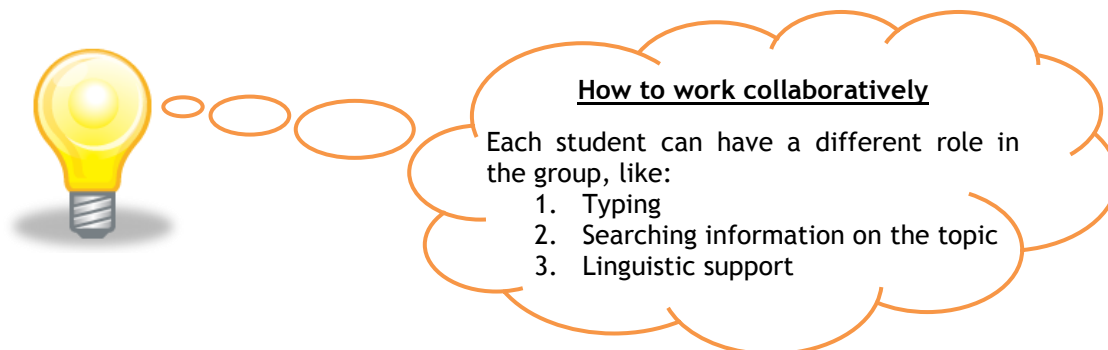 How to work collaboratively
Each student can have a different role in
the group, like:
1. Typing
2. Searching information on the topic
3. Linguistic support